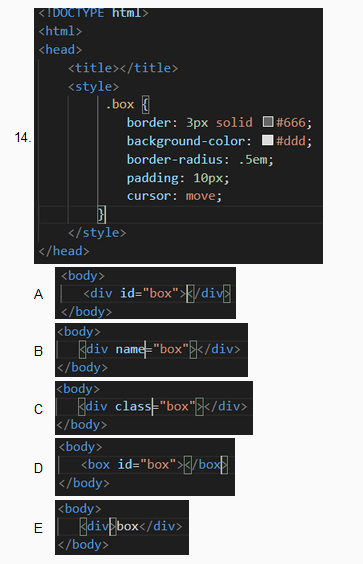 <!DOCTYPE html>
<html>
<head>
<title></title>
<style>
.box {
14. border: 3px solid #666;
background-color: #ddd;
border-radius: .5em;
padding: 10px;
cursor: move;
}
</style>
</head>
<body>
A <div id="box"></div>
</body>
<body>
B <div name="box"></div>
</body>
<body>
C <div class="box"></div>
</body>
<body>
D <box id="box"></box>
</body>
<body>
E <div>box</div>
</body>